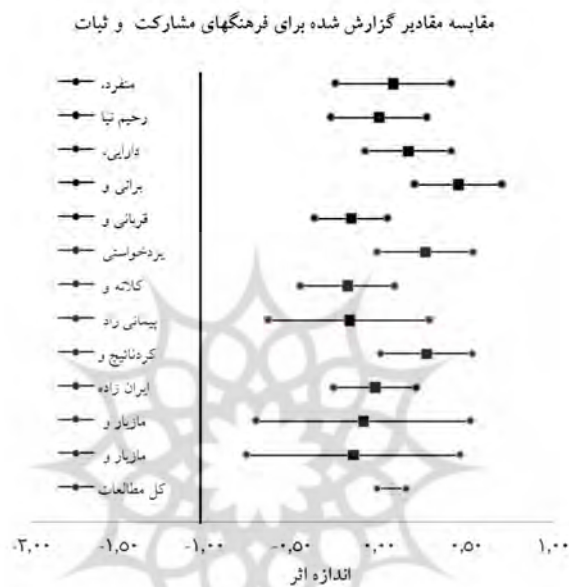 مقایسه مقادیر گزارش شده برای فرهنگهای مشارکت و ثبات
منفرد،
رحیم نیا
دارایی،
براتی و
قربانی و
یزدخواستی
کلاته و
پیمانی راد
کردنائیج و
ایران زاده
مازیار و
مازیار و
کل مطالعات
-۲,۰۰ -۱,۵۰ -۱,۰۰ -۰,۵۰ ۰,۰۰ ۰,۵۰ ۱,۰۰
اندازه اثر